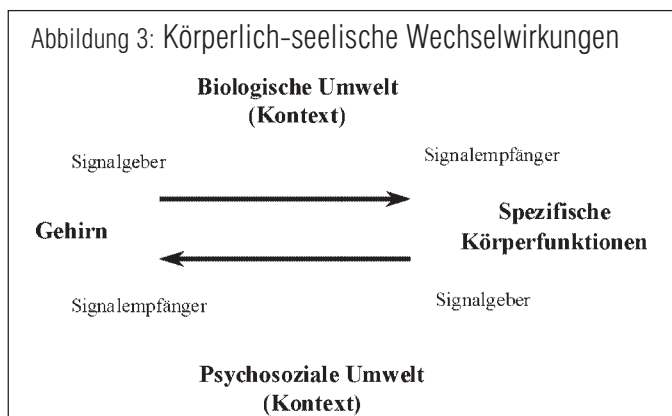 Abbildung 3: Körperlich-seelische Wechselwirkungen
Biologische Umwelt
(Kontext)
Signalgeber
Signalempfänger
Gehirn
Spezifische
Körperfunktionen
Signalempfänger
Signalgeber
Psychosoziale Umwelt
(Kontext)